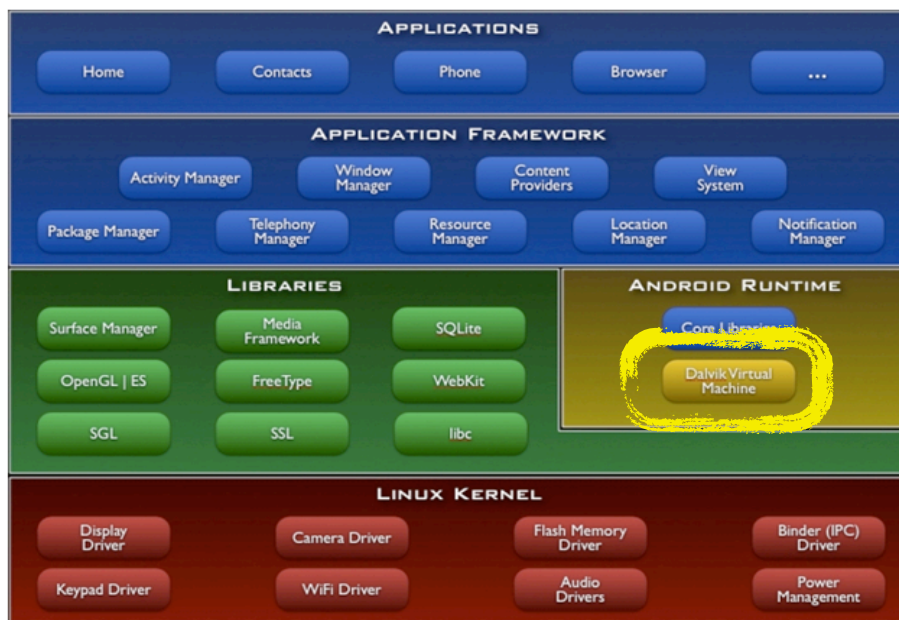 APPLICATIONS
Home
Contacts
Phone
Browser
...
APPLICATION FRAMEWORK
Activity Manager
Window
Manager
Content
Providers
View
System
Package Manager
Telephony
Manager
Resource
Manager
Location
Manager
Notification
Manager
LIBRARIES
Surface Manager
Media
Framework
SQLite
OpenGL | ES
FreeType
WebKit
SGL
SSL
libc
ANDROID RUNTIME
Core Libraries
Dalvik Virtual
Machine
LINUX KERNEL
Display
Driver
Camera Driver
Flash Memory
Driver
Binder (IPC)
Driver
Keypad Driver
WiFi Driver
Audio
Drivers
Power
Management